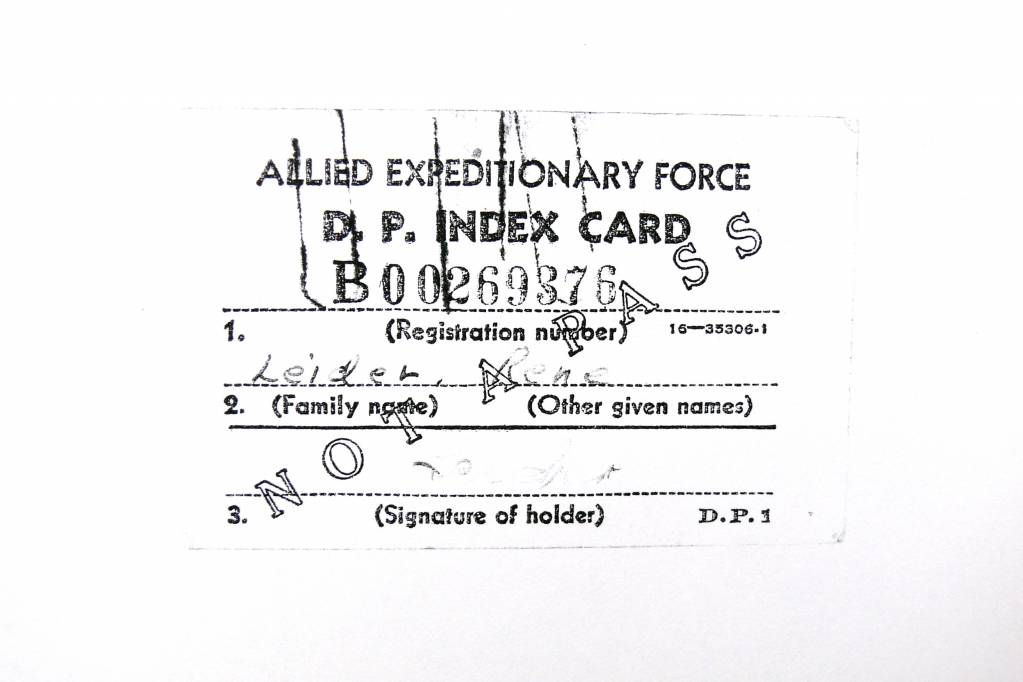 ALLIED EXPEDITIONARY FORCE
D. P. INDEX CARD
B00269376
1. (Registration number) 16—35306-1
Leider, Rene
2. (Family name) (Other given names)
3. (Signature of holder) D.P.1
NOT A PASS